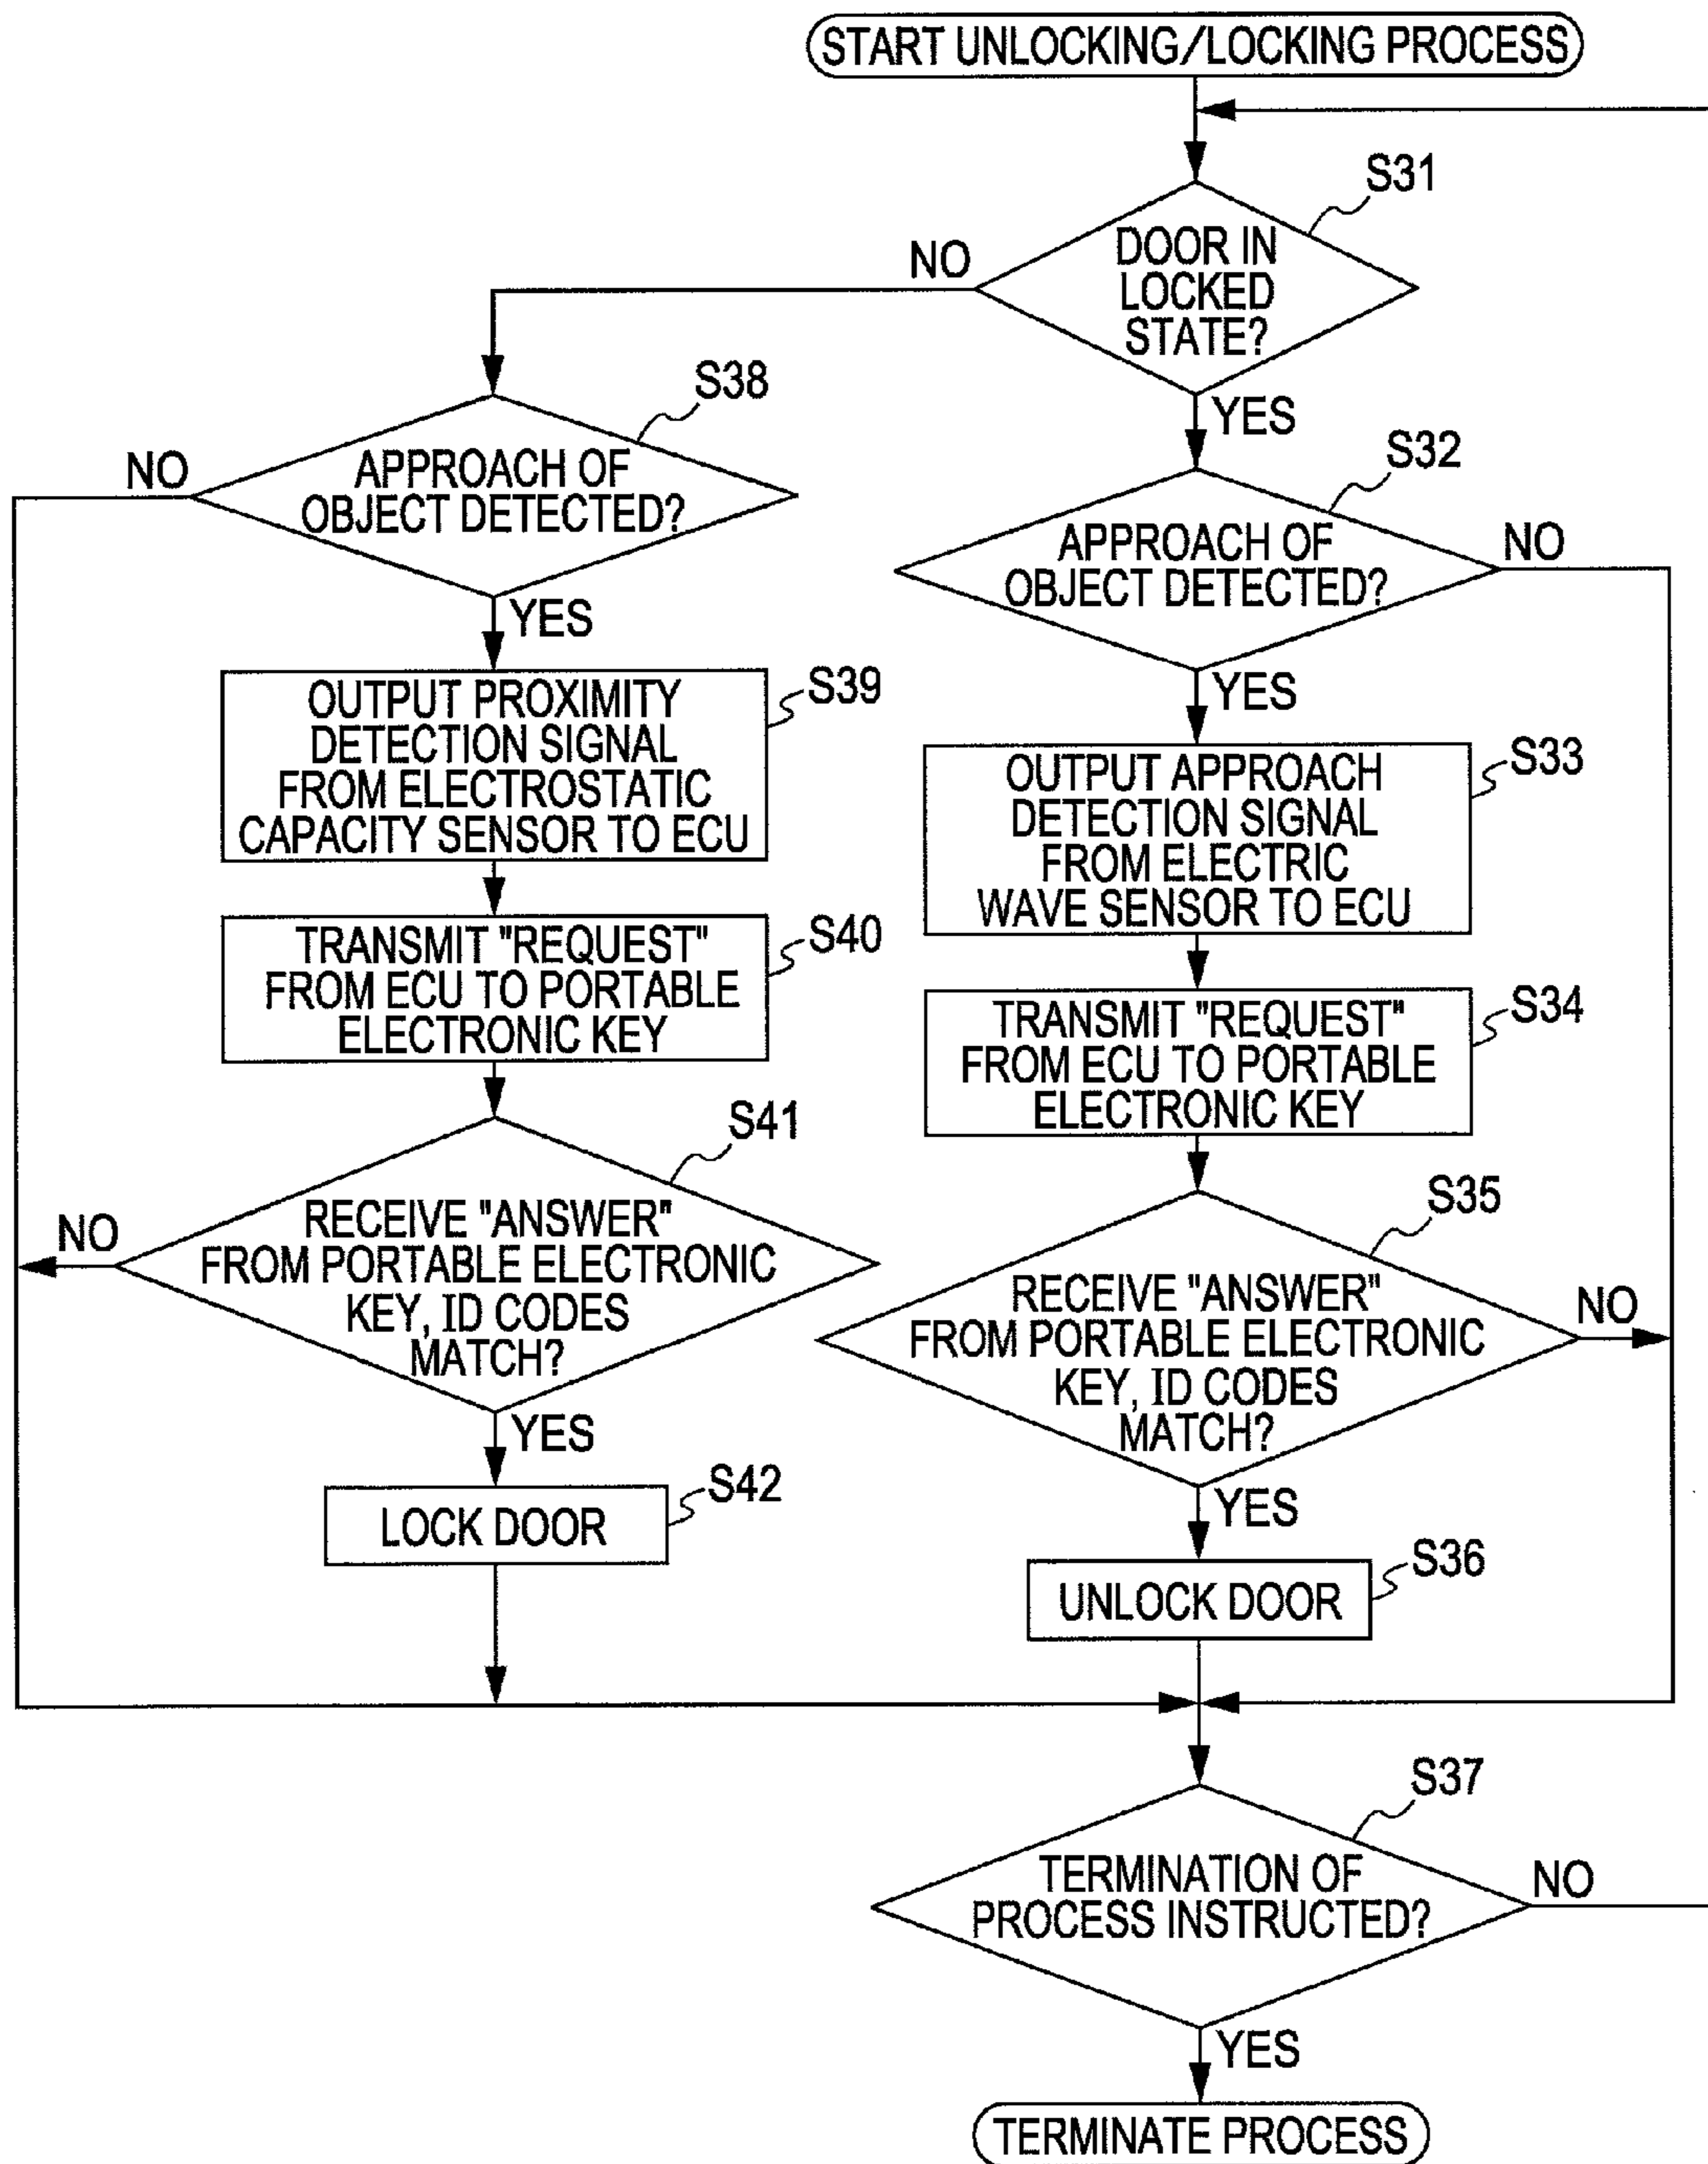 START UNLOCKING/LOCKING PROCESS
S31
DOOR IN
LOCKED
STATE?
NO
YES
S38
APPROACH OF
OBJECT DETECTED?
NO
YES
S39
OUTPUT PROXIMITY
DETECTION SIGNAL
FROM ELECTROSTATIC
CAPACITY SENSOR TO ECU
S40
TRANSMIT "REQUEST"
FROM ECU TO PORTABLE
ELECTRONIC KEY
S41
RECEIVE "ANSWER"
FROM PORTABLE ELECTRONIC
KEY, ID CODES
MATCH?
NO
YES
S42
LOCK DOOR
S32
APPROACH OF
OBJECT DETECTED?
NO
YES
S33
OUTPUT APPROACH
DETECTION SIGNAL
FROM ELECTRIC
WAVE SENSOR TO ECU
S34
TRANSMIT "REQUEST"
FROM ECU TO PORTABLE
ELECTRONIC KEY
S35
RECEIVE "ANSWER"
FROM PORTABLE ELECTRONIC
KEY, ID CODES
MATCH?
NO
YES
S36
UNLOCK DOOR
S37
TERMINATION OF
PROCESS INSTRUCTED?
NO
YES
TERMINATE PROCESS